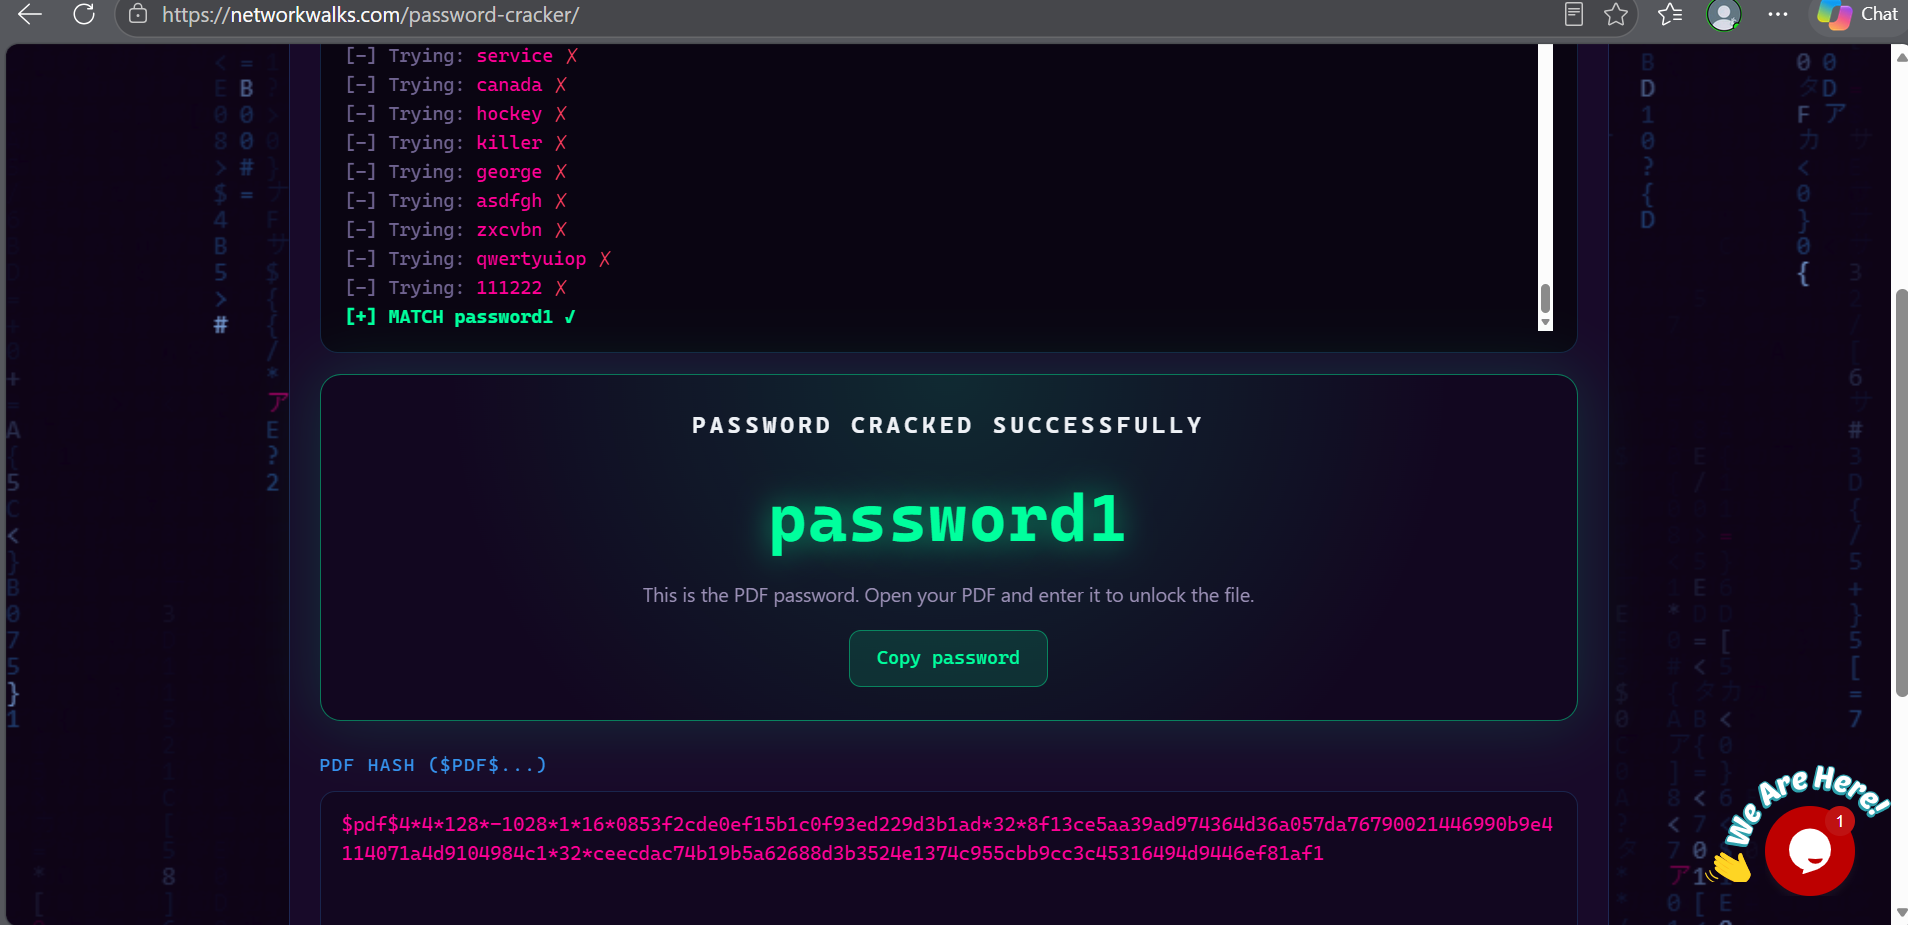 https://networkwalks.com/password-cracker/
Chat
[-] Trying: service ✗
[-] Trying: canada ✗
[-] Trying: hockey ✗
[-] Trying: killer ✗
[-] Trying: george ✗
[-] Trying: asdfgh ✗
[-] Trying: zxcvbn ✗
[-] Trying: qwertyuiop ✗
[-] Trying: 111222 ✗
[+] MATCH password1 ✓
PASSWORD CRACKED SUCCESSFULLY
password1
This is the PDF password. Open your PDF and enter it to unlock the file.
Copy password
PDF HASH ($PDF$...)
$pdf$4*4*128*-1028*1*16*0853f2cde0ef15b1c0f93ed229d3b1ad*32*8f13ce5aa39ad974364d36a057da76790021446990b9e4
114071a4d9104984c1*32*ceecdac74b19b5a62688d3b3524e1374c955cbb9cc3c45316494d9446ef81af1
We Are Here!
1